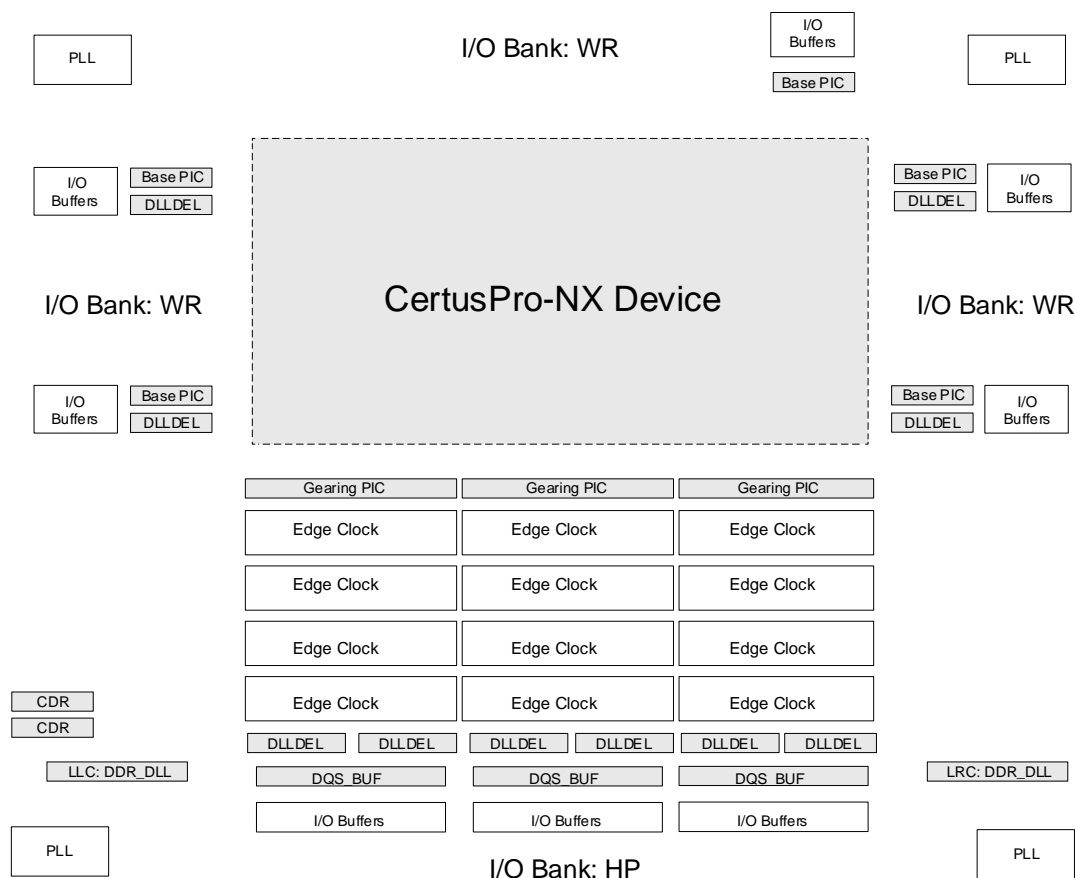 I/O
Buffers
PLL
I/O Bank: WR
PLL
Base PIC
I/O
Buffers
Base PIC
DLLDEL
Base PIC
DLLDEL
I/O
Buffers
I/O Bank: WR
CertusPro-NX Device
I/O Bank: WR
I/O
Buffers
Base PIC
DLLDEL
Base PIC
DLLDEL
I/O
Buffers
Gearing PIC
Gearing PIC
Gearing PIC
Edge Clock
Edge Clock
Edge Clock
Edge Clock
Edge Clock
Edge Clock
Edge Clock
Edge Clock
Edge Clock
Edge Clock
Edge Clock
Edge Clock
CDR
CDR
DLLDEL
DLLDEL
DLLDEL
DLLDEL
DLLDEL
DLLDEL
LLC: DDR_DLL
DQS_BUF
DQS_BUF
DQS_BUF
LRC: DDR_DLL
I/O Buffers
I/O Buffers
I/O Buffers
PLL
I/O Bank: HP
PLL